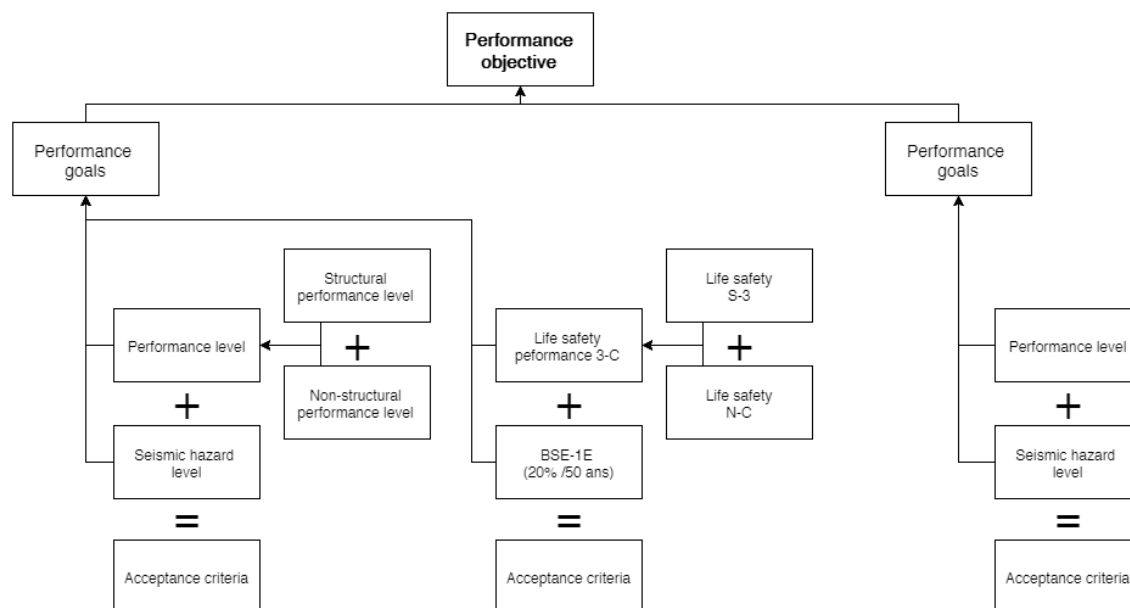 Performance
objective
Performance
goals
Performance
goals
Structural
performance level
Life safety
S-3
Performance level
+
Life safety
peformance 3-C
+
Performance level
Non-structural
performance level
Life safety
N-C
+
+
+
Seismic hazard
level
BSE-1E
(20% /50 ans)
Seismic hazard
level
=
=
=
Acceptance criteria
Acceptance criteria
Acceptance criteria